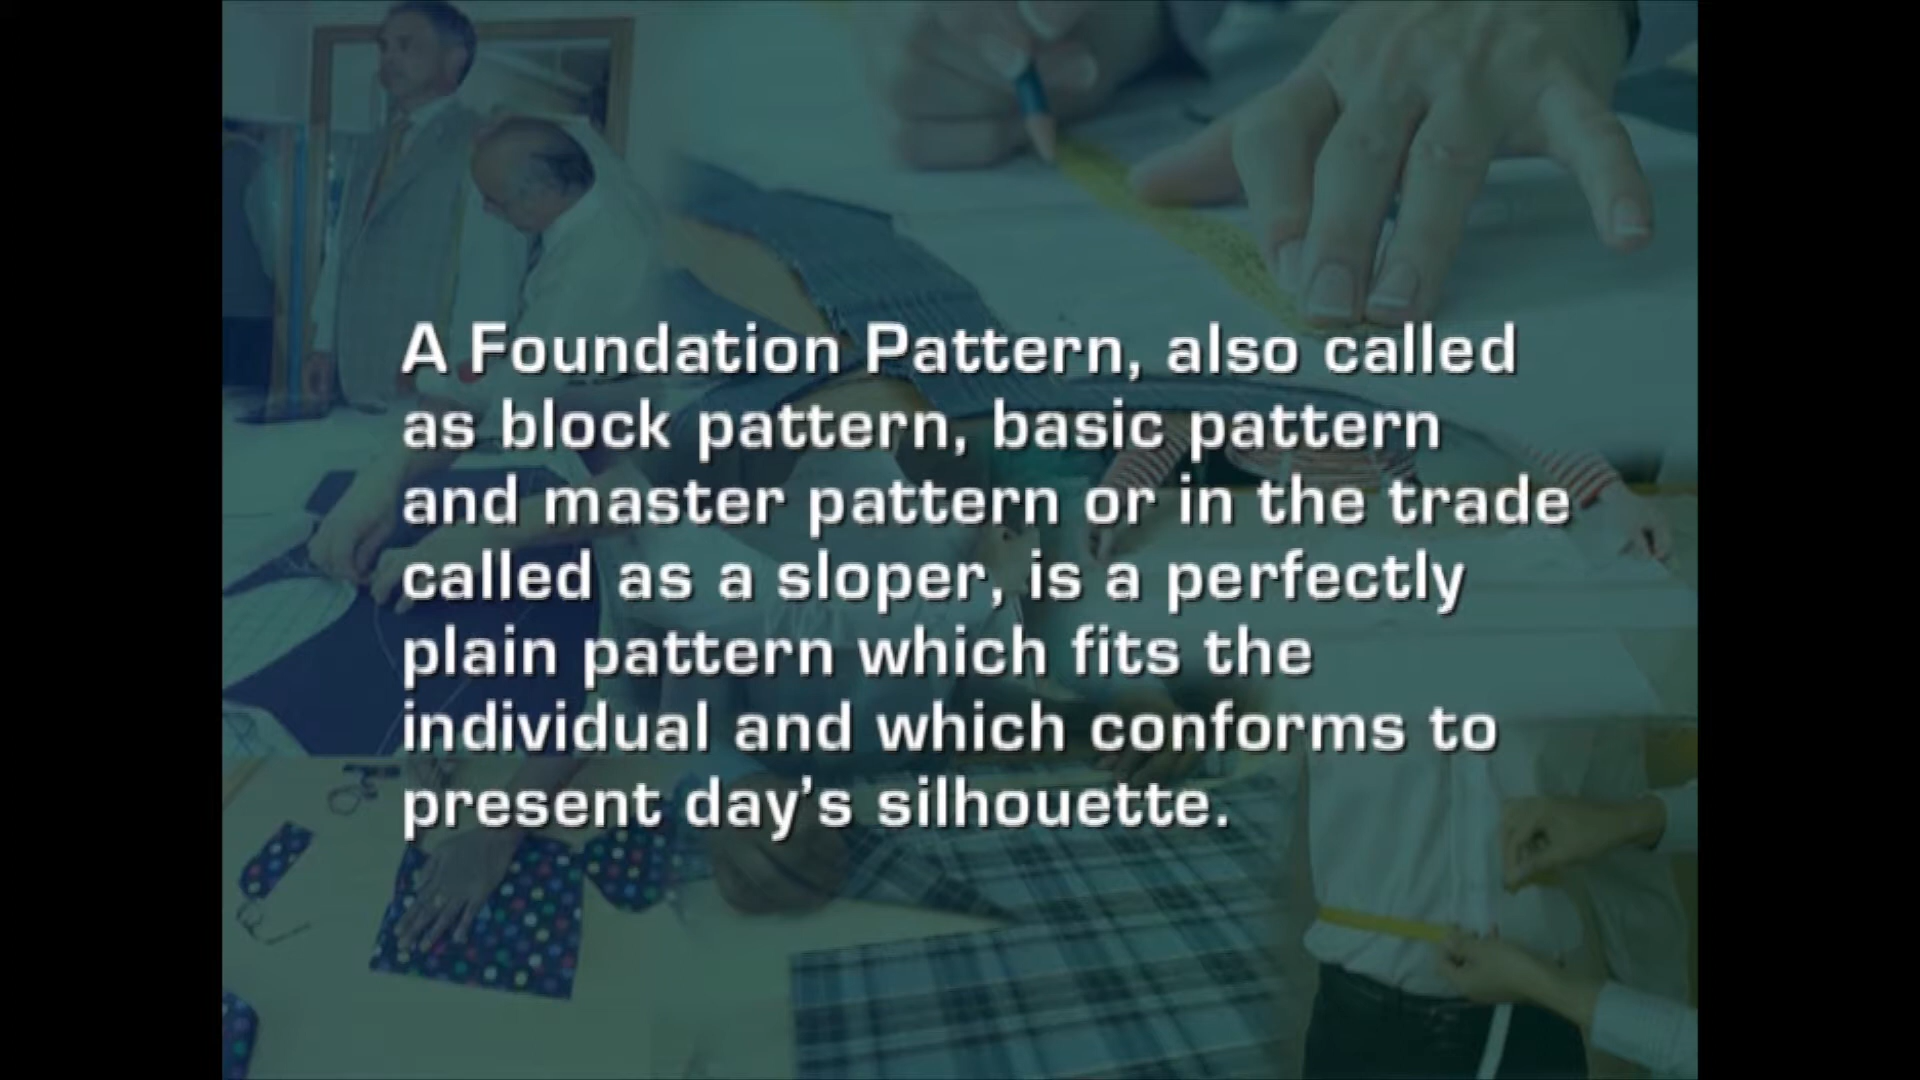 A Foundation Pattern, also called
as block pattern, basic pattern
and master pattern or in the trade
called as a sloper, is a perfectly
plain pattern which fits the
individual and which conforms to
present day’s silhouette.